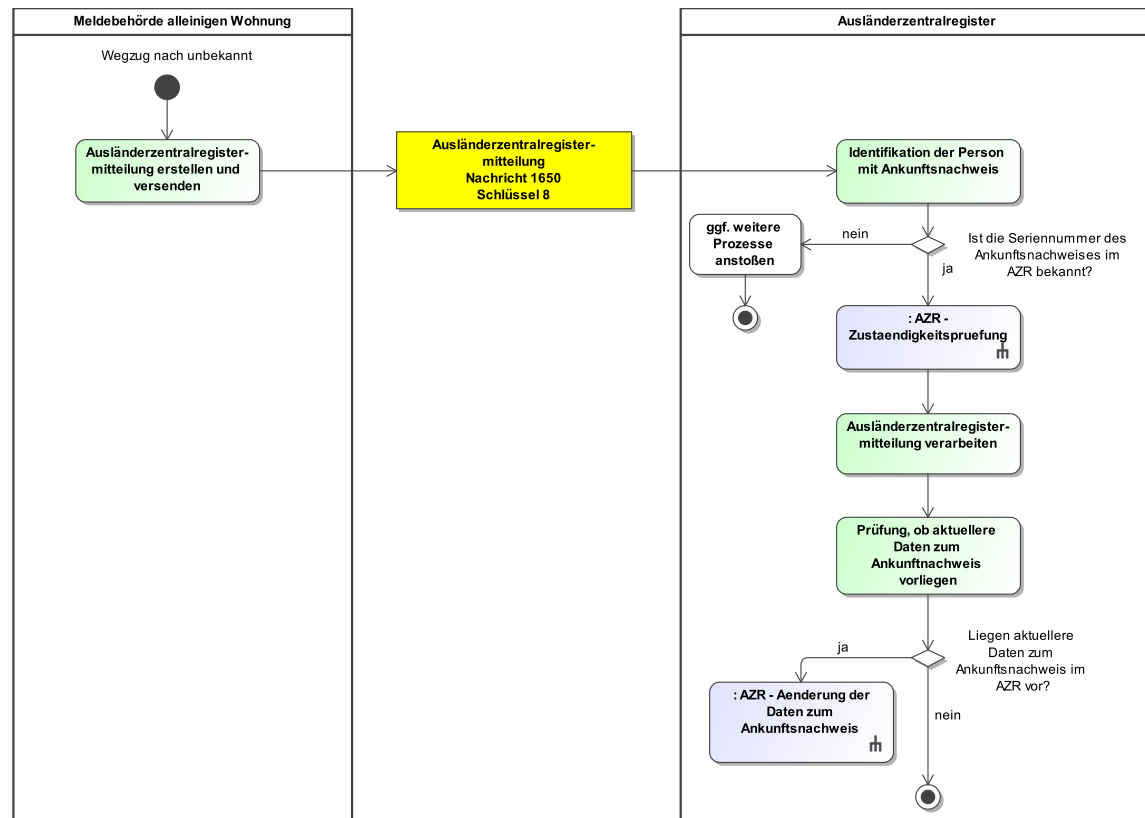 Meldebehörde alleinigen Wohnung
Wegzug nach unbekannt
Ausländerzentralregister-
mitteilung erstellen und
versenden
Ausländerzentralregister-
mitteilung
Nachricht 1650
Schlüssel 8
Ausländerzentralregister
Identifikation der Person
mit Ankunftsnachweis
nein
ggf. weitere
Prozesse
anstoßen
Ist die Seriennummer des
Ankunftsnachweises im
AZR bekannt?
ja
: AZR -
Zustaendigkeitspruefung
Ausländerzentralregister-
mitteilung verarbeiten
Prüfung, ob aktuellere
Daten zum
Ankunftnachweis
vorliegen
Liegen aktuellere
Daten zum
Ankunftsnachweis im
AZR vor?
ja
: AZR - Aenderung der
Daten zum
Ankunftsnachweis
nein